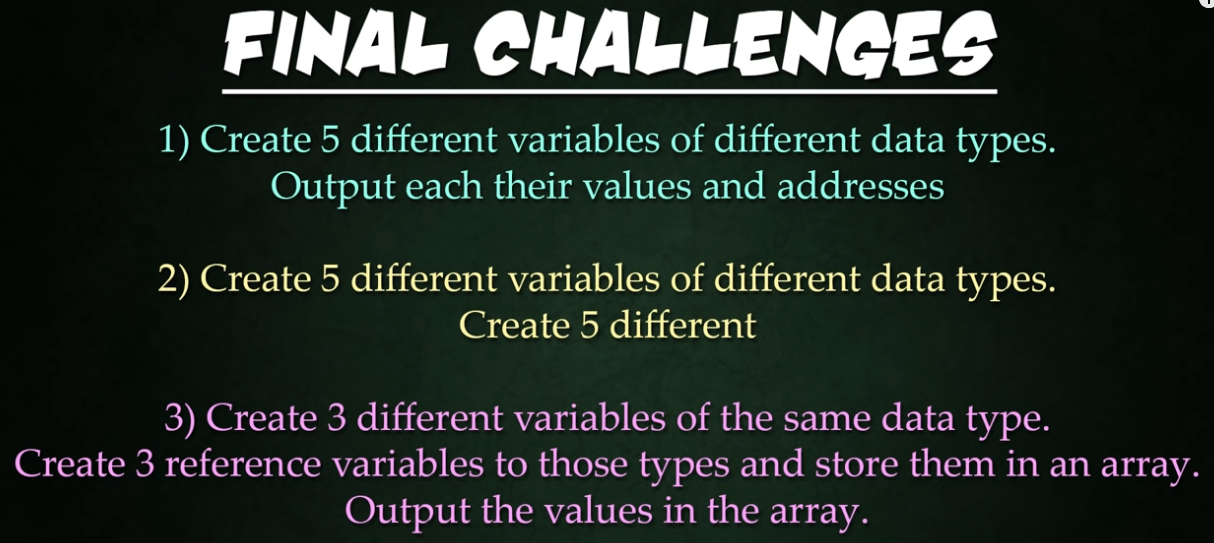 FINAL CHALLENGES
1) Create 5 different variables of different data types.
Output each their values and addresses
2) Create 5 different variables of different data types.
Create 5 different
3) Create 3 different variables of the same data type.
Create 3 reference variables to those types and store them in an array.
Output the values in the array.